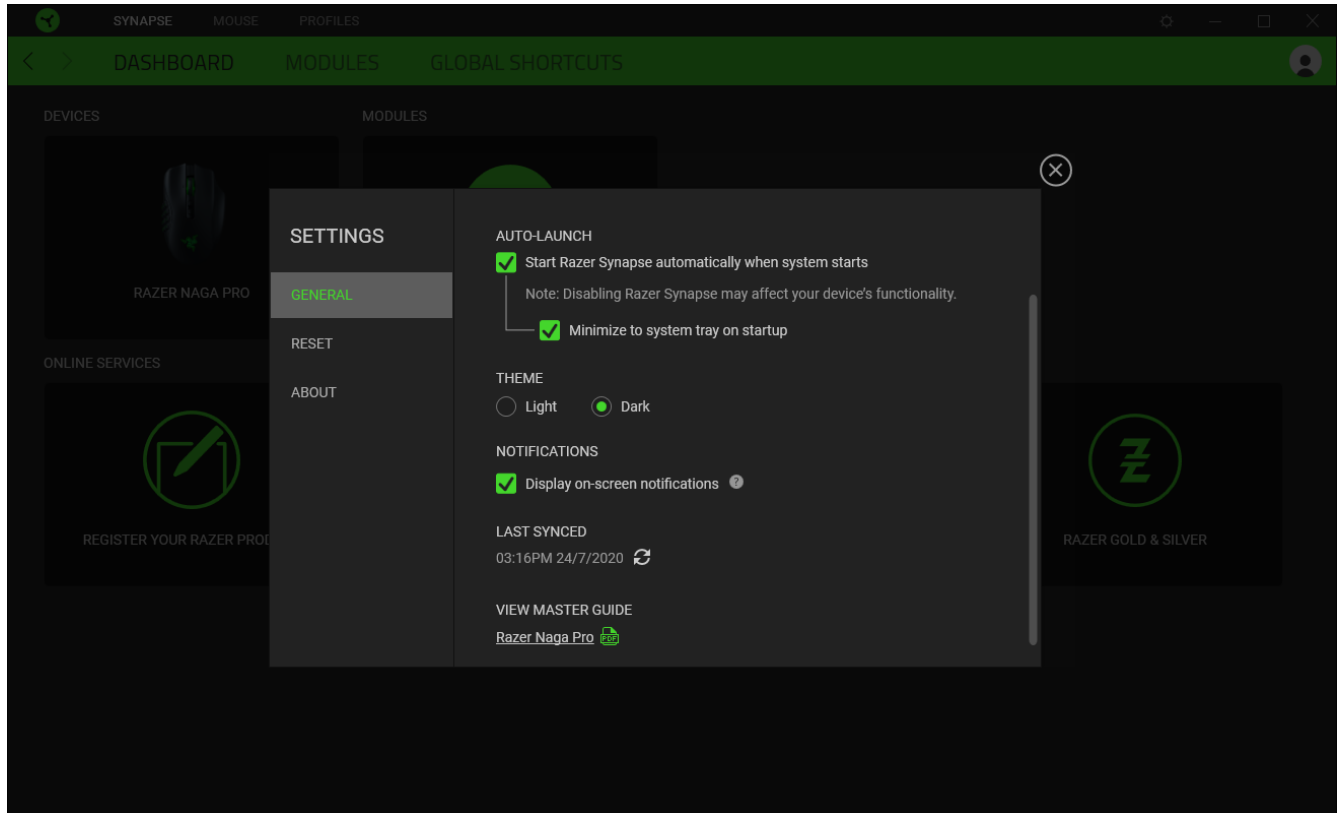 SYNAPSE MOUSE PROFILES
DASHBOARD MODULES GLOBAL SHORTCUTS
DEVICES MODULES
RAZER NAGA PRO
ONLINE SERVICES
REGISTER YOUR RAZER PROD
RAZER GOLD & SILVER
SETTINGS
GENERAL
RESET
ABOUT
AUTO-LAUNCH
Start Razer Synapse automatically when system starts
Note: Disabling Razer Synapse may affect your device's functionality.
Minimize to system tray on startup
THEME
Light Dark
NOTIFICATIONS
Display on-screen notifications ?
LAST SYNCED
03:16PM 24/7/2020
VIEW MASTER GUIDE
Razer Naga Pro PDF